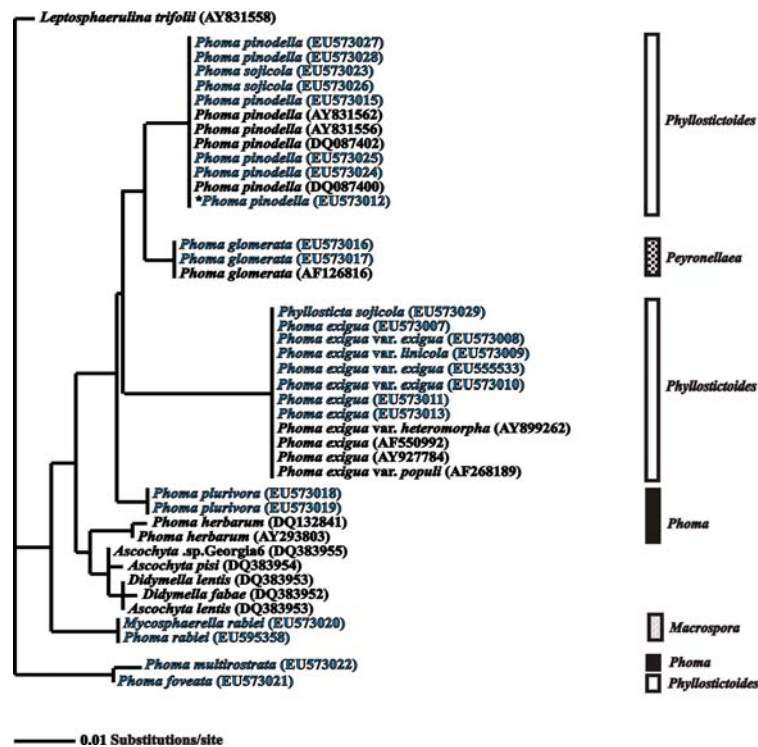 Leptosphaerulina trifolii (AY831558)
Phoma pinodella (EU573027)
Phoma pinodella (EU573028)
Phoma sojicola (EU573023)
Phoma sojicola (EU573026)
Phoma pinodella (EU573015)
Phoma pinodella (AY831562)
Phoma pinodella (AY831556)
Phoma pinodella (DQ087402)
Phoma pinodella (EU573025)
Phoma pinodella (EU573024)
Phoma pinodella (DQ087400)
*Phoma pinodella (EU573012)
Phyllostictoides
Phoma glomerata (EU573016)
Phoma glomerata (EU573017)
Phoma glomerata (AF126816)
Peyronellaea
Phyllosticta sojicola (EU573029)
Phoma exigua (EU573007)
Phoma exigua var. exigua (EU573008)
Phoma exigua var. linicola (EU573009)
Phoma exigua var. exigua (EU555533)
Phoma exigua var. exigua (EU573010)
Phoma exigua (EU573011)
Phoma exigua (EU573013)
Phoma exigua var. heteromorpha (AY899262)
Phoma exigua (AF550992)
Phoma exigua (AY927784)
Phoma exigua var. populi (AF268189)
Phyllostictoides
Phoma plurivora (EU573018)
Phoma plurivora (EU573019)
Phoma herbarum (DQ132841)
Phoma herbarum (AY293803)
Phoma
Ascochyta .sp.Georgia6 (DQ383955)
Ascochyta pisi (DQ383954)
Didymella lentis (DQ383953)
Didymella fabae (DQ383952)
Ascochyta lentis (DQ383953)
Mycosphaerella rabiei (EU573020)
Phoma rabiei (EU595358)
Macrospora
Phoma multirostrata (EU573022)
Phoma foveata (EU573021)
Phoma
Phyllostictoides
0.01 Substitutions/site